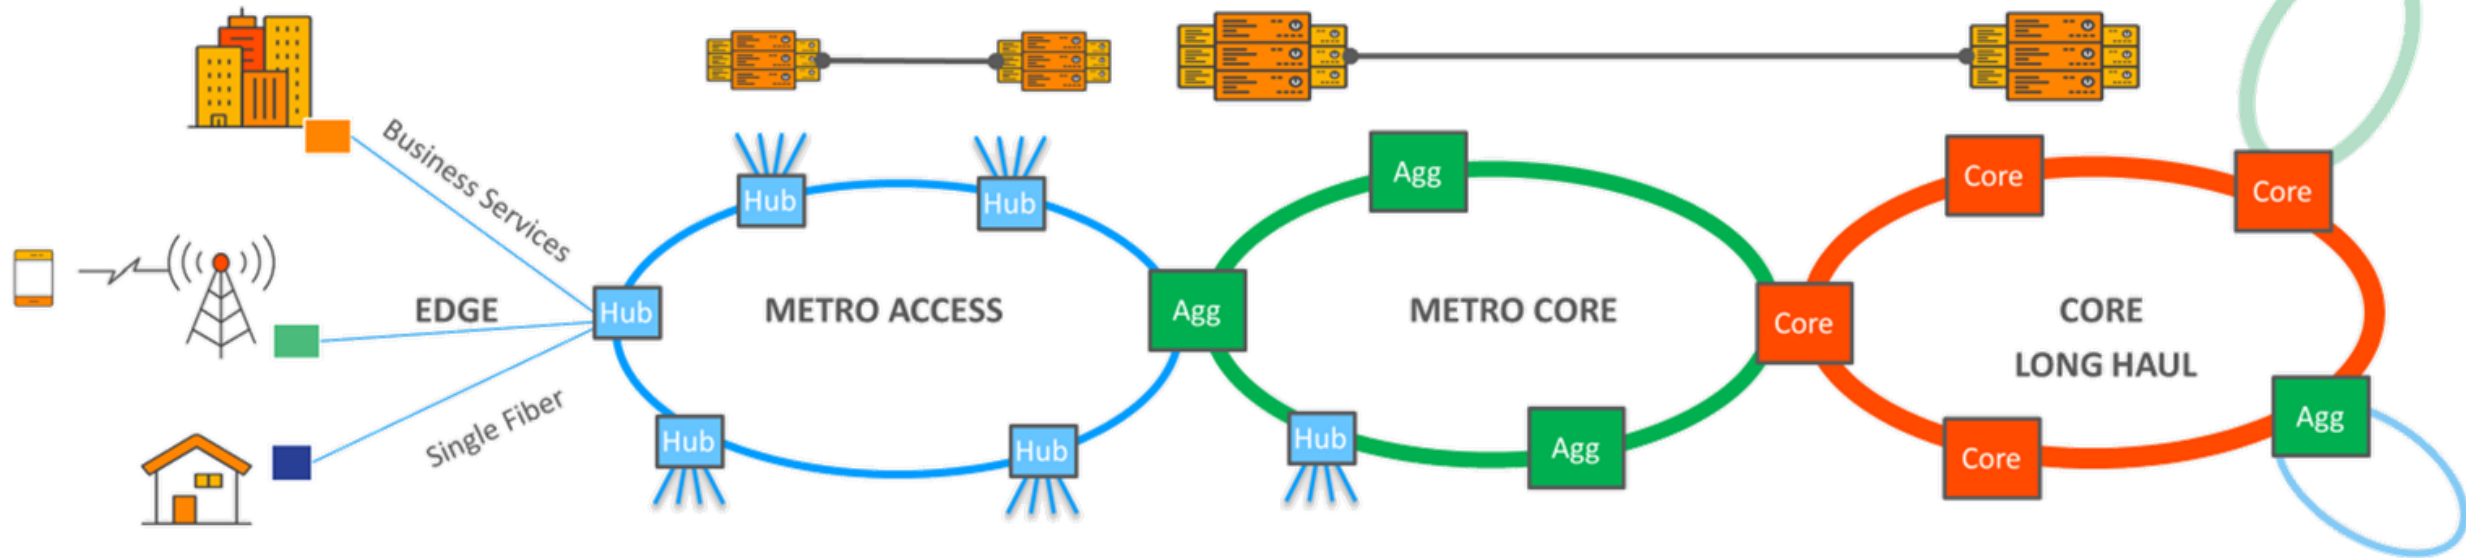 Business Services
EDGE
Single Fiber
Hub
Hub
Hub
METRO ACCESS
Hub
Hub
Agg
Agg
METRO CORE
Hub
Agg
Core
Core
Core
CORE
LONG HAUL
Core
Agg